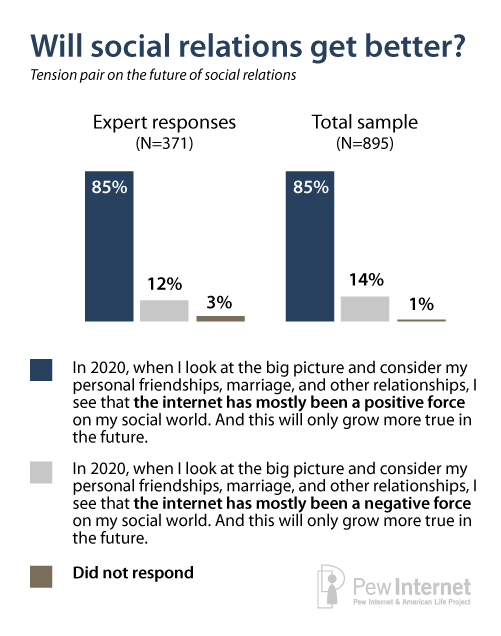 Will social relations get better?
Tension pair on the future of social relations
Expert responses
(N=371)
Total sample
(N=895)
85%
12%
3%
85%
14%
1%
In 2020, when I look at the big picture and consider my
personal friendships, marriage, and other relationships, I
see that the internet has mostly been a positive force
on my social world. And this will only grow more true in
the future.
In 2020, when I look at the big picture and consider my
personal friendships, marriage, and other relationships, I
see that the internet has mostly been a negative force
on my social world. And this will only grow more true in
the future.
Did not respond
Pew Internet
Pew Internet & American Life Project